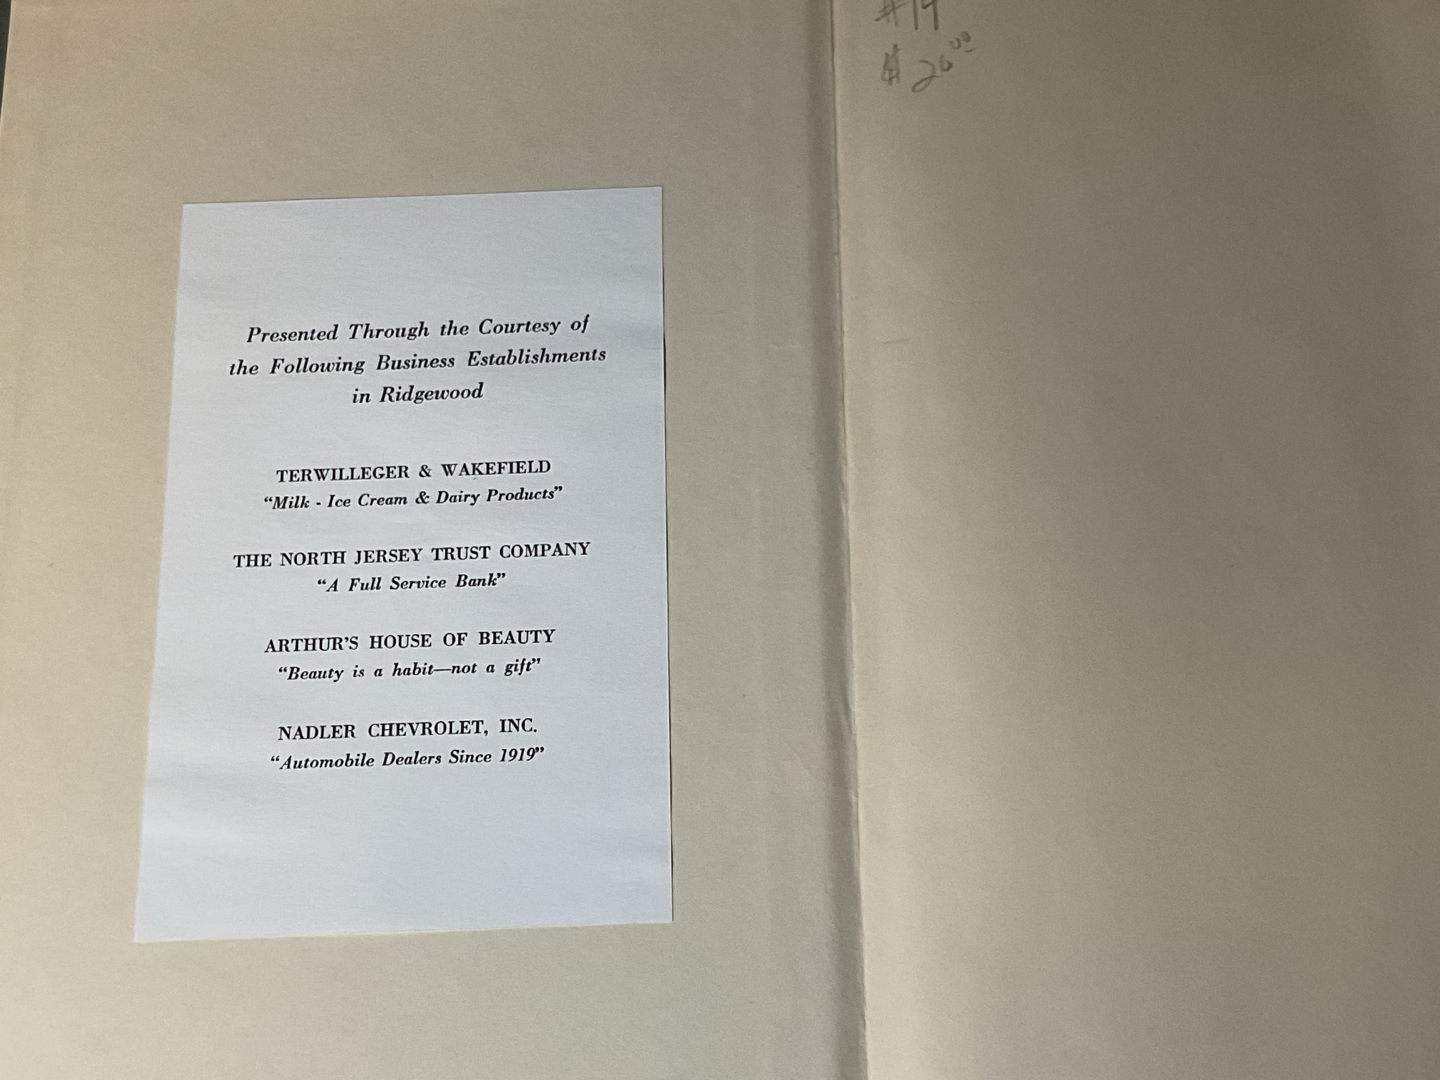 #19
$ 20.00
Presented Through the Courtesy of
the Following Business Establishments
in Ridgewood
TERWILLEGER & WAKEFIELD
“Milk - Ice Cream & Dairy Products”
THE NORTH JERSEY TRUST COMPANY
“A Full Service Bank”
ARTHUR’S HOUSE OF BEAUTY
“Beauty is a habit—not a gift”
NADLER CHEVROLET, INC.
“Automobile Dealers Since 1919”